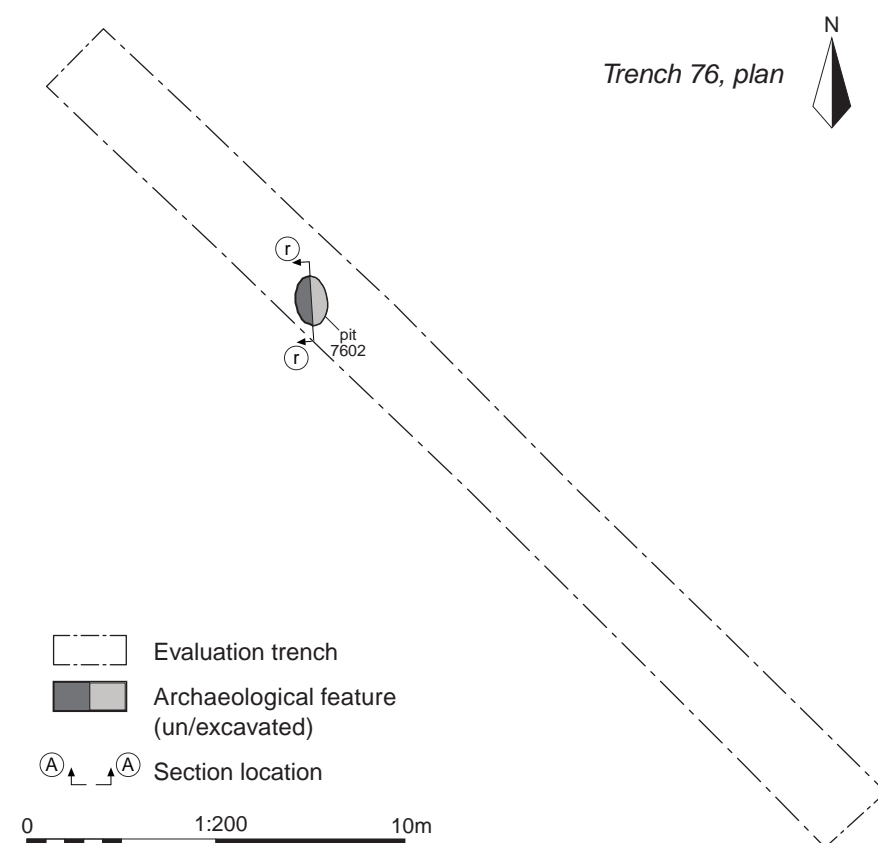 N
Trench 76, plan
r
pit
7602
r
Evaluation trench
Archaeological feature
(un/excavated)
A A Section location
0 1:200 10m